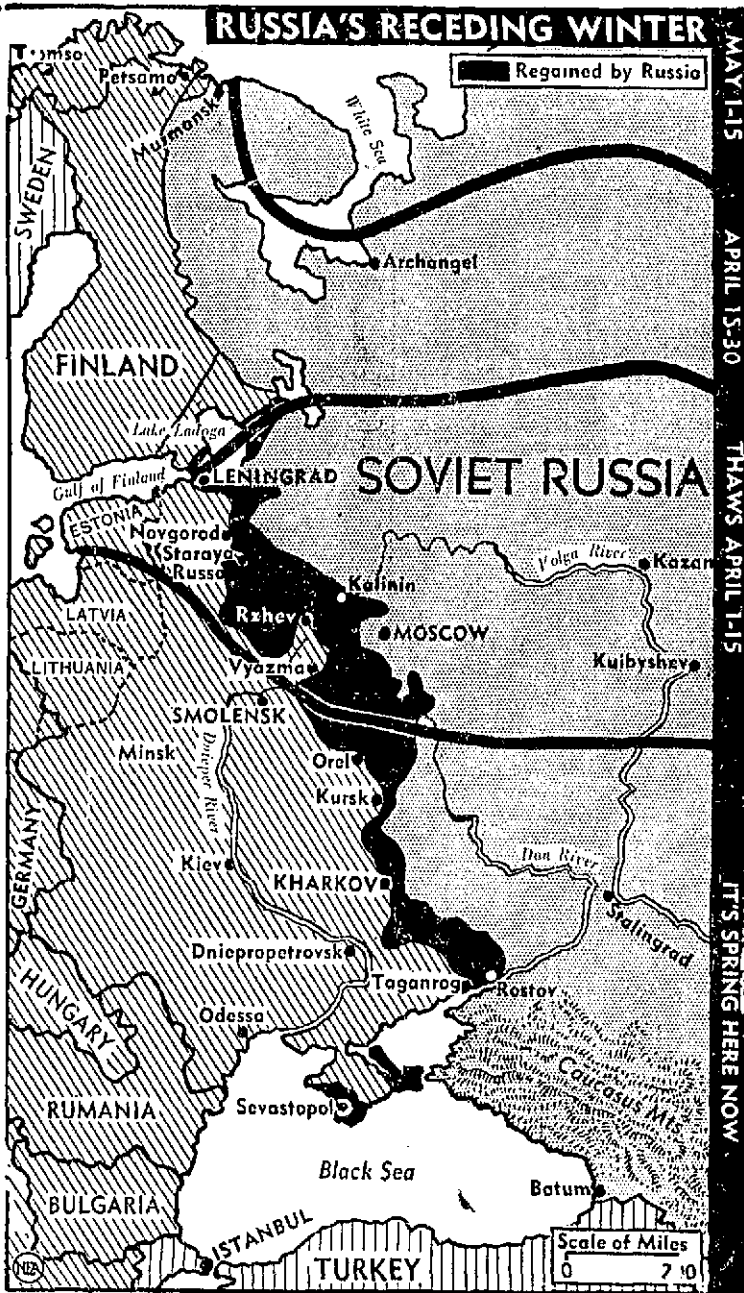 RUSSIA'S RECEDING WINTER
Regained by Russia
MAY 1-15
APRIL 15-30
THAWS APRIL 1-15
IT'S SPRING HERE NOW
Petsamo
Murmansk
White Sea
SWEDEN
Archangel
FINLAND
Lake Ladoga
Gulf of Finland
LENINGRAD
SOVIET RUSSIA
ESTONIA
Novgorod
Staraya
Russa
Volga River
Kazan
Kalinin
LATVIA
Rzhev
MOSCOW
LITHUANIA
Vyazma
Kuibyshev
SMOLENSK
Minsk
Dnieper River
Orel
Kursk
GERMANY
Kiev
KHARKOV
Don River
Stalingrad
Dniepropetrovsk
HUNGARY
Taganrog
Rostov
Odessa
Caucasus Mts.
RUMANIA
Sevastopol
Black Sea
BULGARIA
Batum
ISTANBUL
TURKEY
Scale of Miles
0
NEA